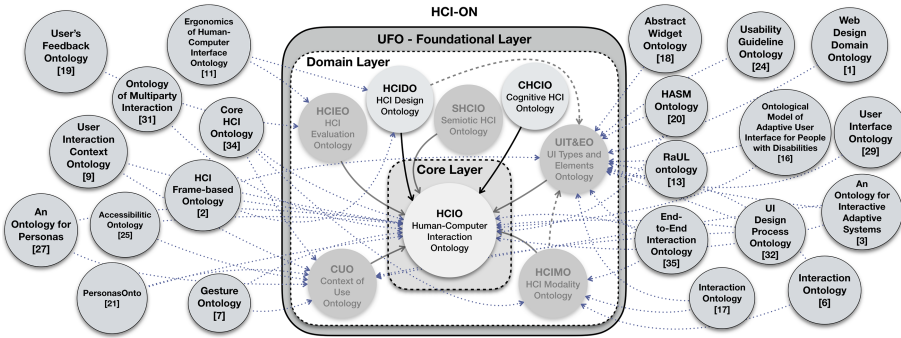 HCI-ON
UFO - Foundational Layer
Domain Layer
Core Layer
User's
Feedback
Ontology
[19]
Ergonomics
of Human-
Computer
Interface
Ontology
[11]
Ontology
of Multiparty
Interaction
[31]
Core
HCI
Ontology
[34]
User
Interaction
Context
Ontology
[9]
HCI
Frame-based
Ontology
[2]
An
Ontology for
Personas
[27]
Accessibilitic
Ontology
[25]
PersonasOnto
[21]
Gesture
Ontology
[7]
HCIEO
HCI
Evaluation
Ontology
HCIDO
HCI Design
Ontology
SHCIO
Semiotic HCI
Ontology
CHCIO
Cognitive HCI
Ontology
UIT&EO
UI Types and
Elements
Ontology
HCIO
Human-Computer
Interaction
Ontology
CUO
Context of
Use
Ontology
HCIMO
HCI Modality
Ontology
Abstract
Widget
Ontology
[18]
Usability
Guideline
Ontology
[24]
Web
Design
Domain
Ontology
[1]
HASM
Ontology
[20]
Ontological
Model of
Adaptive User
Interface for People
with Disabilities
[16]
User
Interface
Ontology
[29]
RaUL
ontology
[13]
An
Ontology for
Interactive
Adaptive
Systems
[3]
End-
to-End
Interaction
Ontology
[35]
UI
Design
Process
Ontology
[32]
Interaction
Ontology
[17]
Interaction
Ontology
[6]